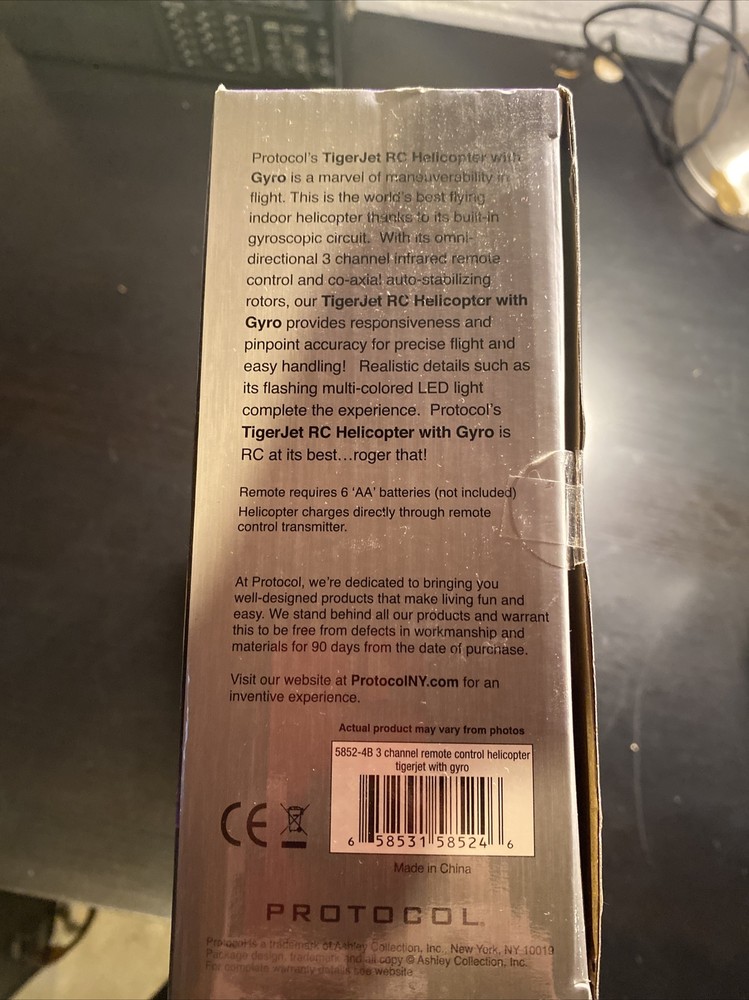 Protocol's TigerJet RC Helicopter with
Gyro is a marvel of maneuverability in
flight. This is the world's best flying
indoor helicopter thanks to its built-in
gyroscopic circuit. With its omni-
directional 3 channel infrared remote
control and co-axial auto-stabilizing
rotors, our TigerJet RC Helicopter with
Gyro provides responsiveness and
pinpoint accuracy for precise flight and
easy handling! Realistic details such as
its flashing multi-colored LED light
complete the experience. Protocol's
TigerJet RC Helicopter with Gyro is
RC at its best...roger that!
Remote requires 6 'AA' batteries (not included)
Helicopter charges directly through remote
control transmitter.
At Protocol, we're dedicated to bringing you
well-designed products that make living fun and
easy. We stand behind all our products and warrant
this to be free from defects in workmanship and
materials for 90 days from the date of purchase.
Visit our website at ProtocolNY.com for an
inventive experience.
Actual product may vary from photos
5852-4B 3 channel remote control helicopter
tigerjet with gyro
CE
6 58531 58524 6
Made in China
PROTOCOL
Protocol is a trademark of Ashley Collection, Inc. New York, NY 10019
Package design, trademark and all copy © Ashley Collection, Inc.
For complete warranty details see website